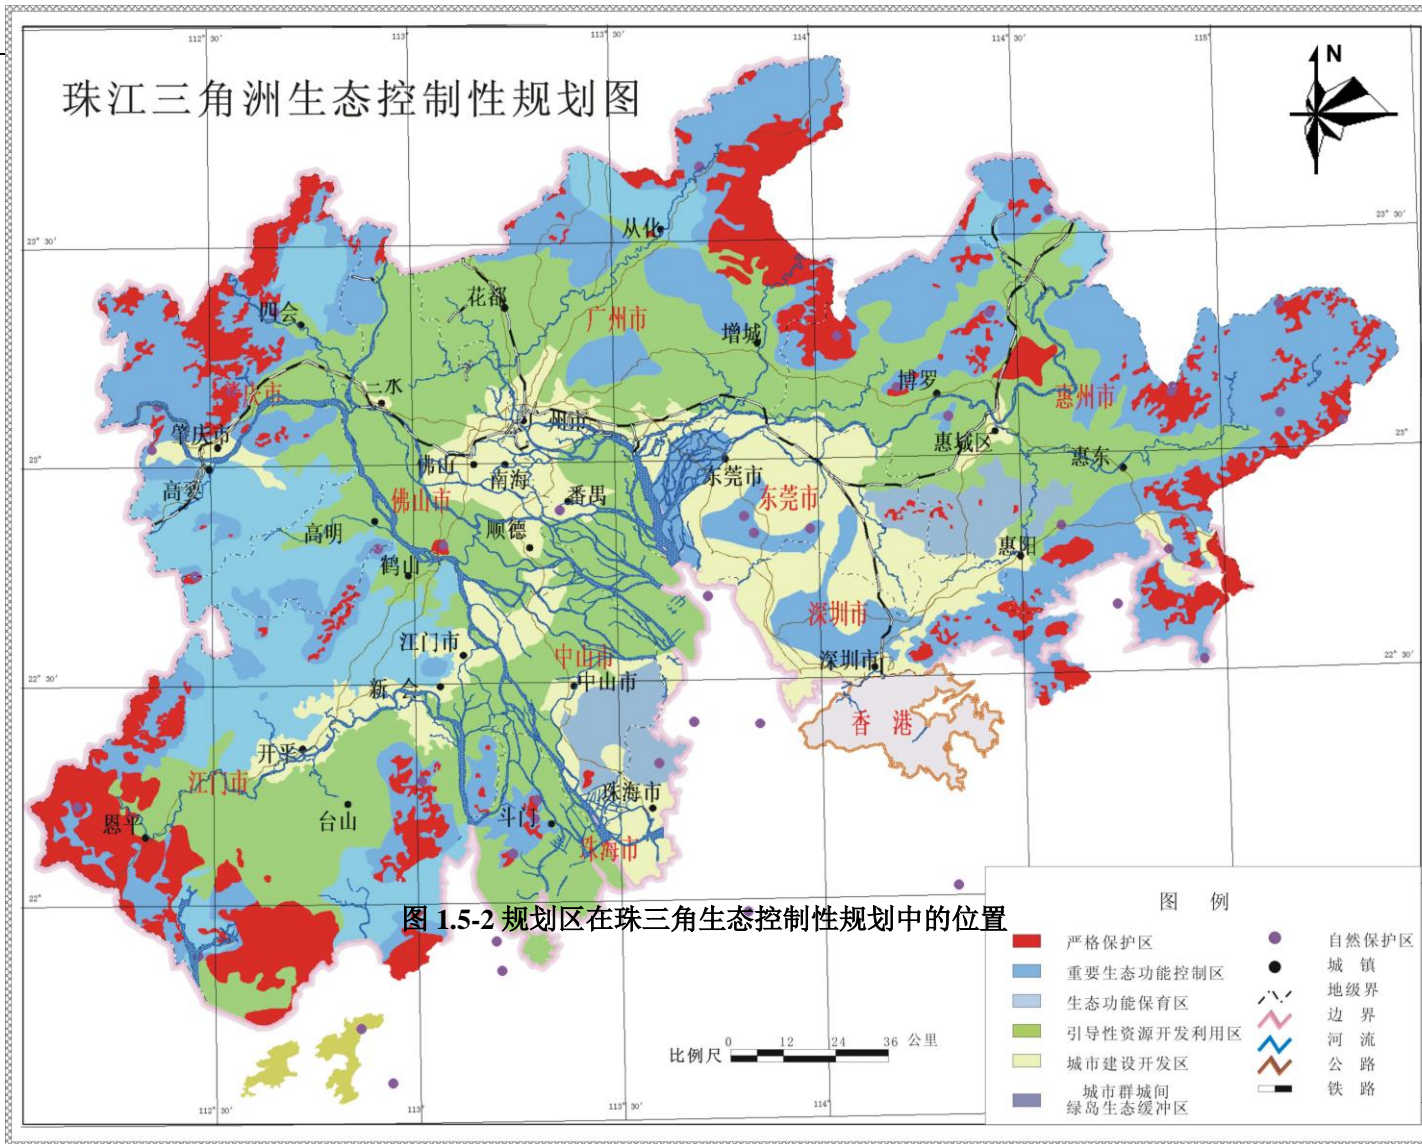 112° 30′
113°
113° 30′
114°
114° 30′
115°
N
珠江三角洲生态控制性规划图
23° 30′
23° 30′
从化
四会
花都
广州市
增城
三水
博罗
惠州市
庆市
肇庆市
州市
惠城区
23°
23°
佛山
南海
东莞市
惠东
高要
番禺
东莞市
佛山市
高明
顺德
鹤山
惠阳
深圳市
江门市
中山市
深圳市
22° 30′
22° 30′
新会
中山市
香港
开平
江门市
珠海市
恩平
台山
斗门
珠海市
22°
图 1.5-2 规划区在珠三角生态控制性规划中的位置
图 例
严格保护区
重要生态功能控制区
生态功能保育区
引导性资源开发利用区
城市建设开发区
城市群城间
绿岛生态缓冲区
自然保护区
城 镇
地级界
边 界
河 流
公 路
铁 路
比例尺
0 12 24 36 公里
112° 30′
113°
113° 30′
114°